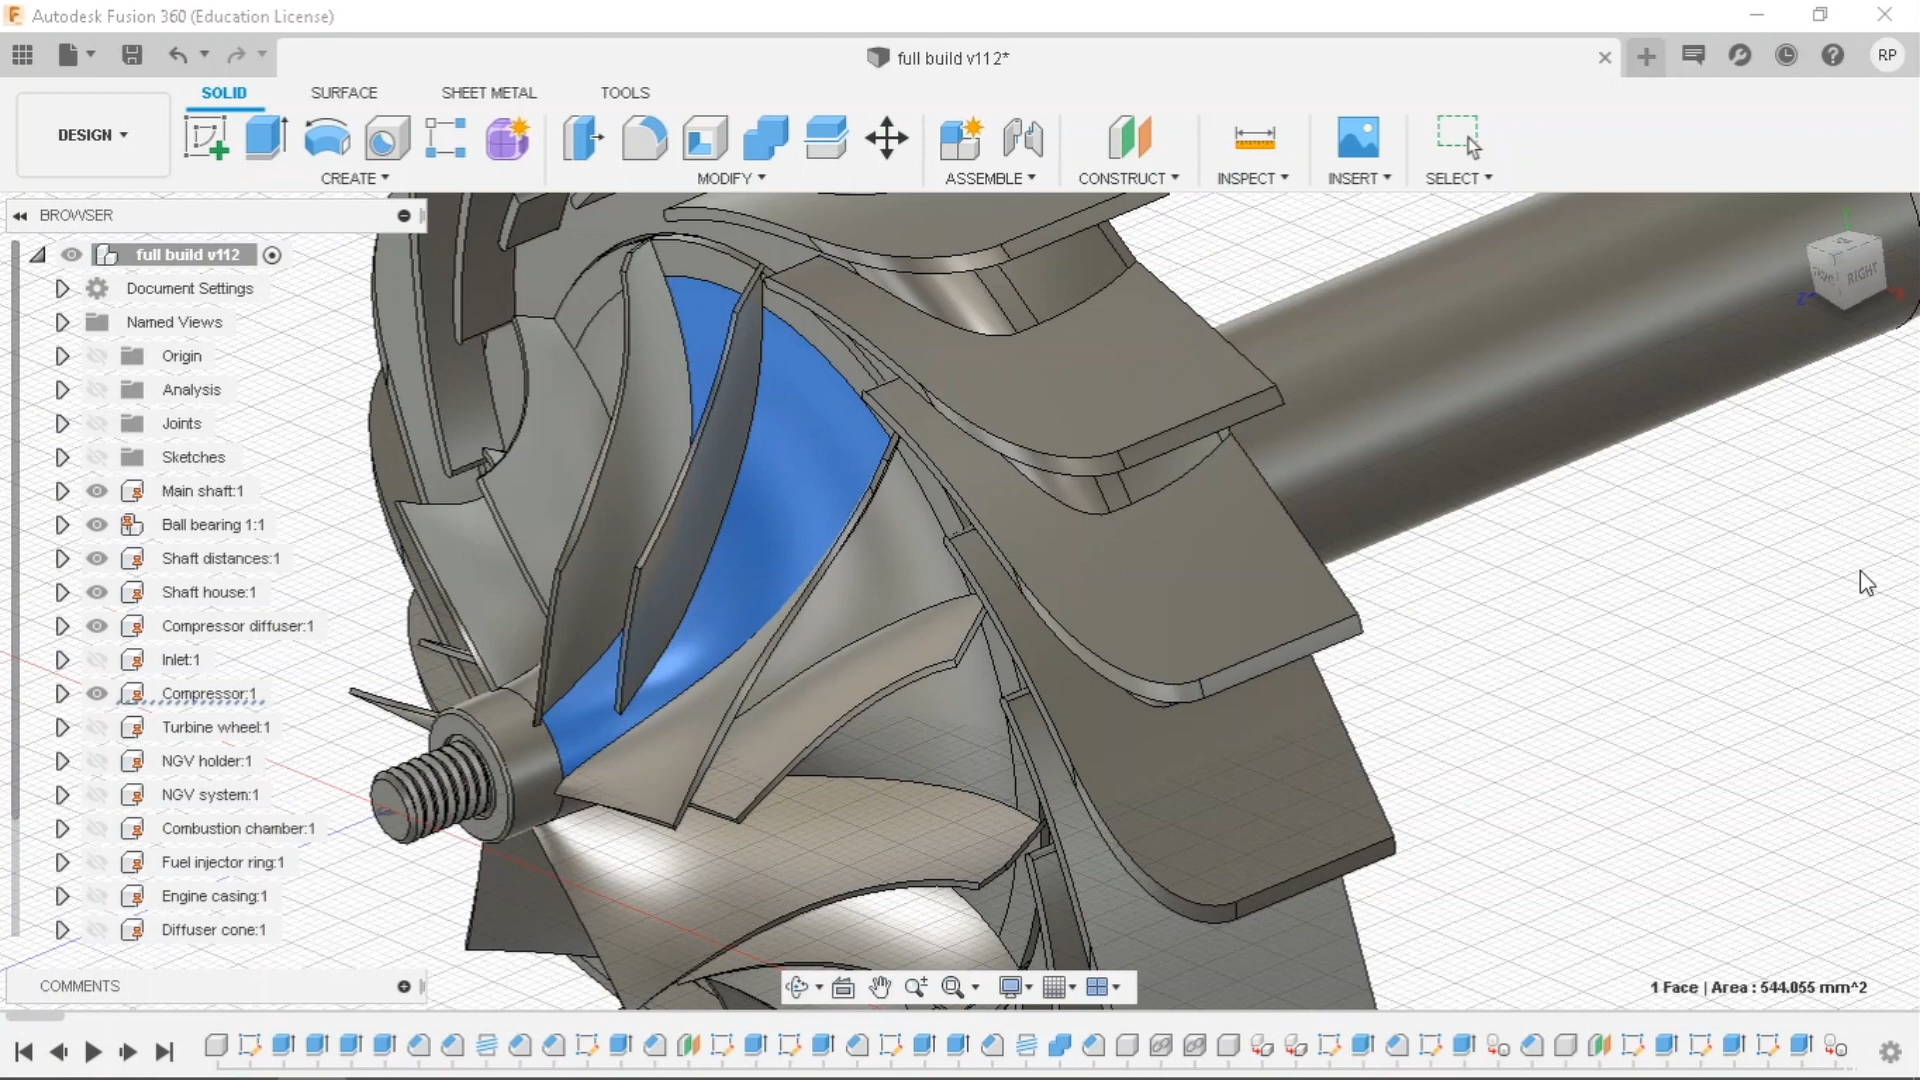 Autodesk Fusion 360 (Education License)
full build v112*
RP
SOLID
SURFACE
SHEET METAL
TOOLS
DESIGN
CREATE
MODIFY
ASSEMBLE
CONSTRUCT
INSPECT
INSERT
SELECT
BROWSER
full build v112
Document Settings
Named Views
Origin
Analysis
Joints
Sketches
Main shaft:1
Ball bearing 1:1
Shaft distances:1
Shaft house:1
Compressor diffuser:1
Inlet:1
Compressor:1
Turbine wheel:1
NGV holder:1
NGV system:1
Combustion chamber:1
Fuel injector ring:1
Engine casing:1
Diffuser cone:1
RIGHT
Z
COMMENTS
1 Face | Area : 544.055 mm^2